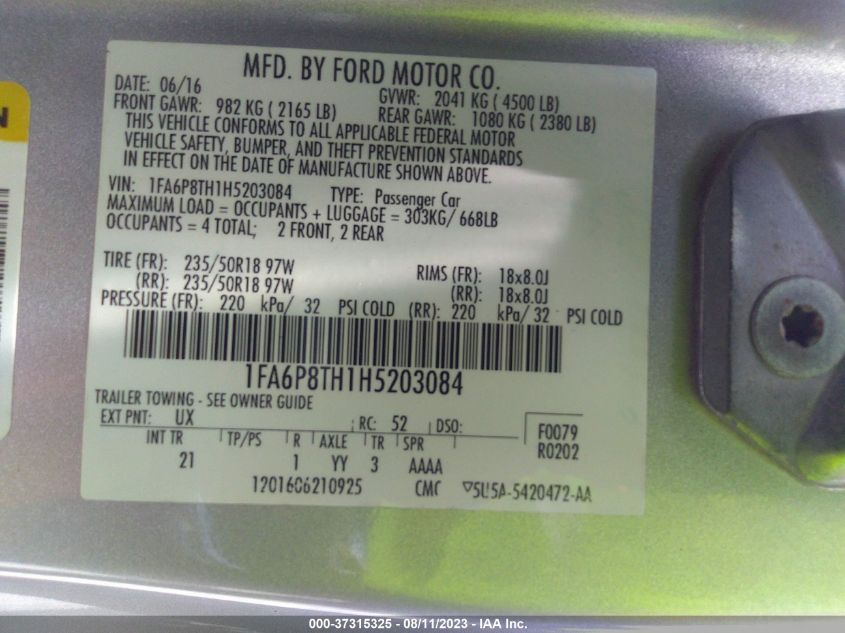 MFD. BY FORD MOTOR CO.
DATE: 06/16 GVWR: 2041 KG ( 4500 LB)
FRONT GAWR: 982 KG ( 2165 LB) REAR GAWR: 1080 KG ( 2380 LB)
THIS VEHICLE CONFORMS TO ALL APPLICABLE FEDERAL MOTOR
VEHICLE SAFETY, BUMPER, AND THEFT PREVENTION STANDARDS
IN EFFECT ON THE DATE OF MANUFACTURE SHOWN ABOVE.
VIN: 1FA6P8TH1H5203084 TYPE: Passenger Car
MAXIMUM LOAD = OCCUPANTS + LUGGAGE = 303KG/ 668LB
OCCUPANTS = 4 TOTAL; 2 FRONT, 2 REAR
TIRE (FR): 235/50R18 97W RIMS (FR): 18x8.0J
(RR): 235/50R18 97W (RR): 18x8.0J
PRESSURE (FR): 220 kPa/ 32 PSI COLD (RR): 220 kPa/ 32 PSI COLD
1FA6P8TH1H5203084
TRAILER TOWING - SEE OWNER GUIDE
EXT PNT: UX RC: 52 DSO: F0079
INT TR TP/PS R AXLE TR SPR R0202
21 1 YY 3 AAAA
1201606210925 CMC 5U5A-5420472-AA
N
000-37315325 - 08/11/2023 - IAA Inc.